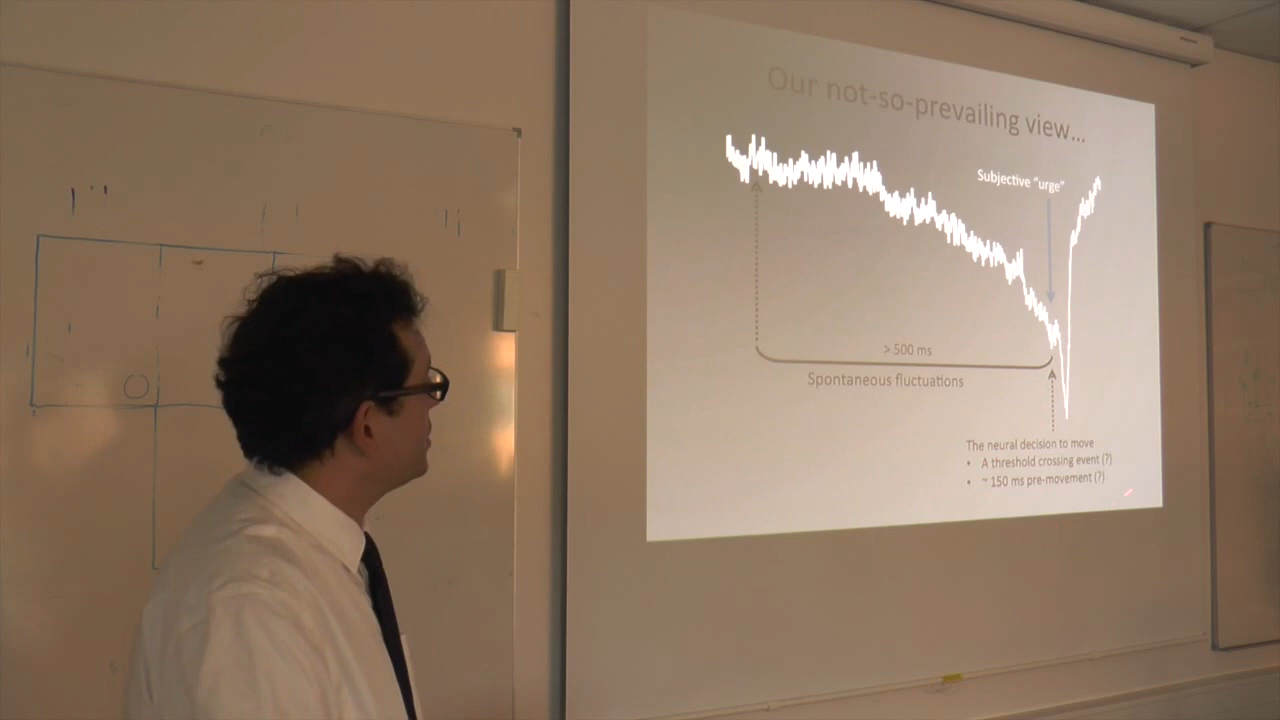 Our not-so-prevailing view...
Subjective “urge”
> 500 ms
Spontaneous fluctuations
The neural decision to move
• A threshold crossing event (?)
• ~ 150 ms pre-movement (?)